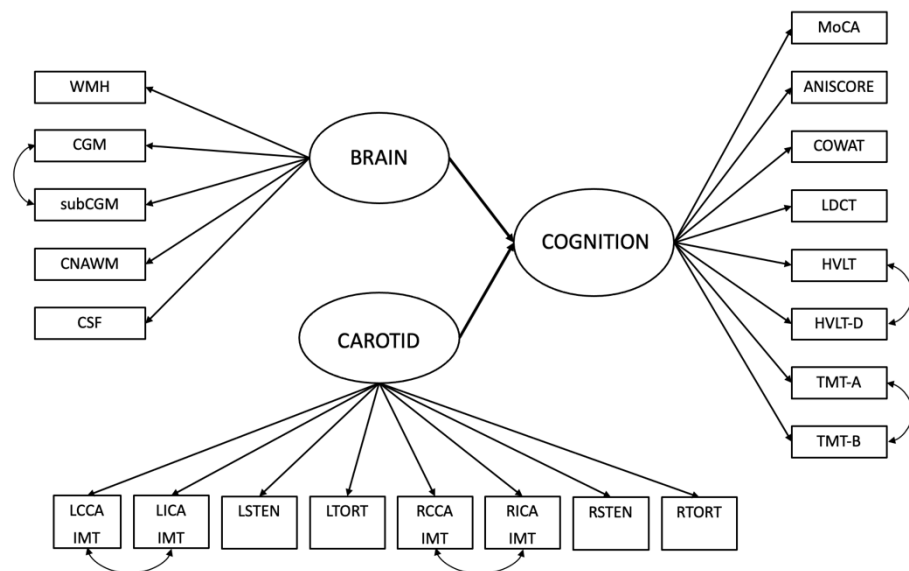 MoCA
ANISCORE
COWAT
LDCT
HVLT
HVLT-D
TMT-A
TMT-B
WMH
CGM
subCGM
CNAWM
CSF
BRAIN
COGNITION
CAROTID
LCCA
IMT
LICA
IMT
LSTEN
LTORT
RCCA
IMT
RICA
IMT
RSTEN
RTORT